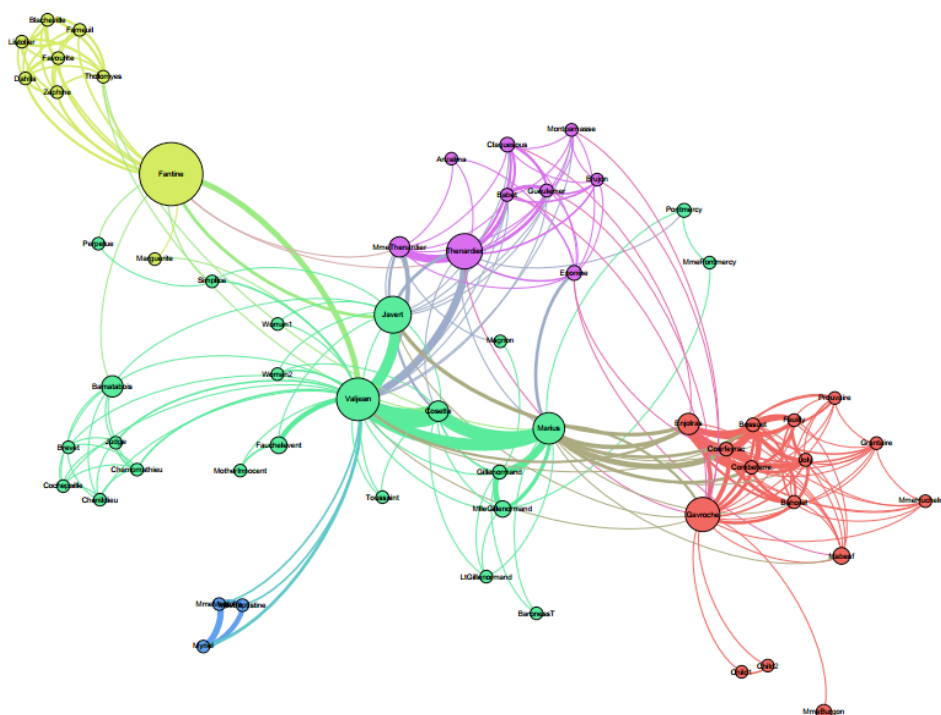 Blacheville
Fameuil
Listolier
Favourite
Tholomyes
Dahlia
Zephine
Fantine
Montparnasse
Claquesous
Anzelma
Brujon
Gueulemer
Babet
Pontmercy
Perpetue
MmeThenardier
Thenardier
Marguerite
MmePontmercy
Eponine
Simplice
Javert
Woman1
Magnon
Woman2
Bamatabois
Valjean
Cosette
Prouvaire
Marius
Enjolras
Bossuet
Feuilly
Brevet
Judge
Fauchelevent
Courfeyrac
Grantaire
Champmathieu
MotherInnocent
Gillenormand
Combeferre
Joly
Cochepaille
Chenildieu
Toussaint
MlleGillenormand
Gavroche
Bahorel
MmeHucheloup
Mabeuf
LtGillenormand
BaronessT
Myriel
Child1
Child2
MmeBurgon